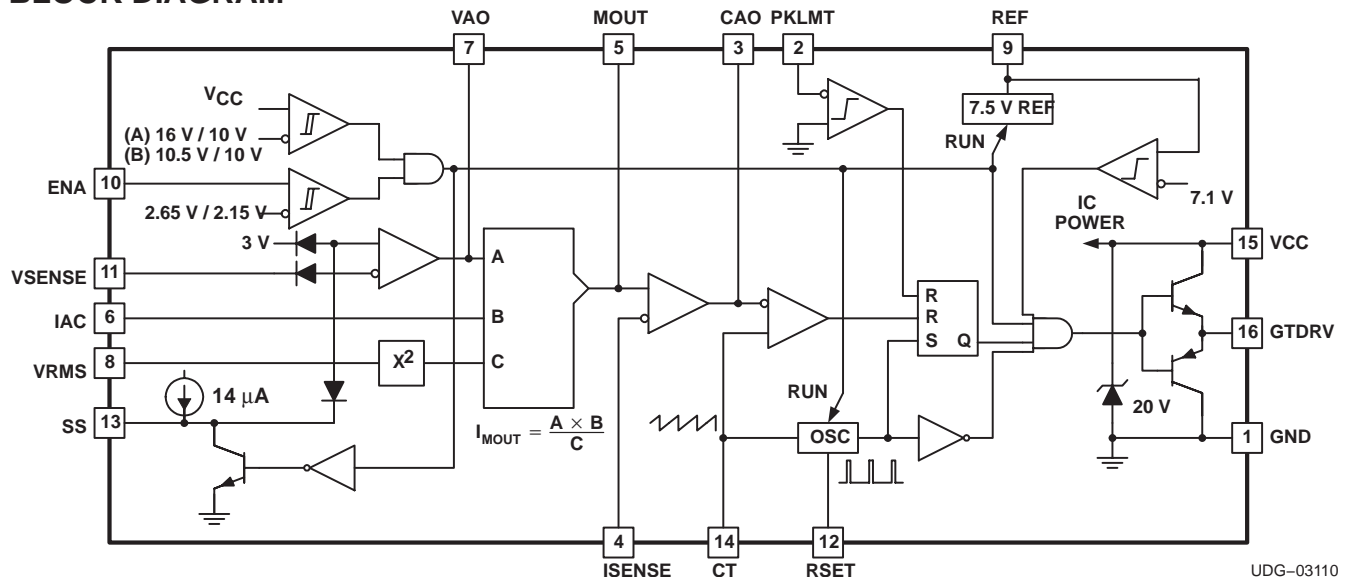 BLOCK DIAGRAM
VAO
MOUT
CAO
PKLMT
REF
7
5
3
2
9
VCC
(A) 16 V / 10 V
(B) 10.5 V / 10 V
7.5 V REF
RUN
ENA
10
2.65 V / 2.15 V
7.1 V
IC
POWER
3 V
15
VCC
VSENSE
11
A
IAC
6
B
R
R
S
Q
16
GTDRV
VRMS
8
X2
C
RUN
14 μA
20 V
SS
13
IMOUT = A × B
C
OSC
1
GND
4
14
12
ISENSE
CT
RSET
UDG–03110